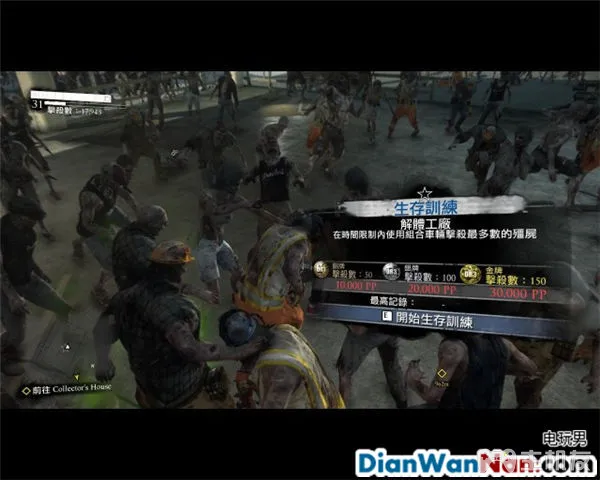 31
擊殺數
生存訓練
解體工廠
在時間限制內使用組合車輛擊殺最多數的殭屍
銅牌 銀牌 金牌
擊殺數：50 擊殺數：100 擊殺數：150
10,000 PP 20,000 PP 30,000 PP
最高記錄：
E 開始生存訓練
前往 Collector's House
电玩男
DianWanNan.com